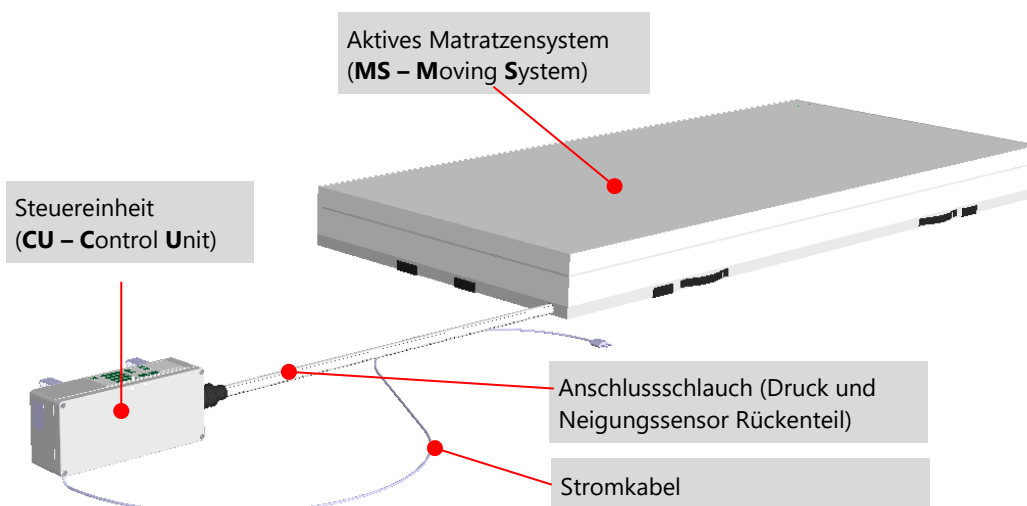 Aktives Matratzensystem
(MS – Moving System)
Steuereinheit
(CU – Control Unit)
Anschlussschlauch (Druck und
Neigungssensor Rückenteil)
Stromkabel